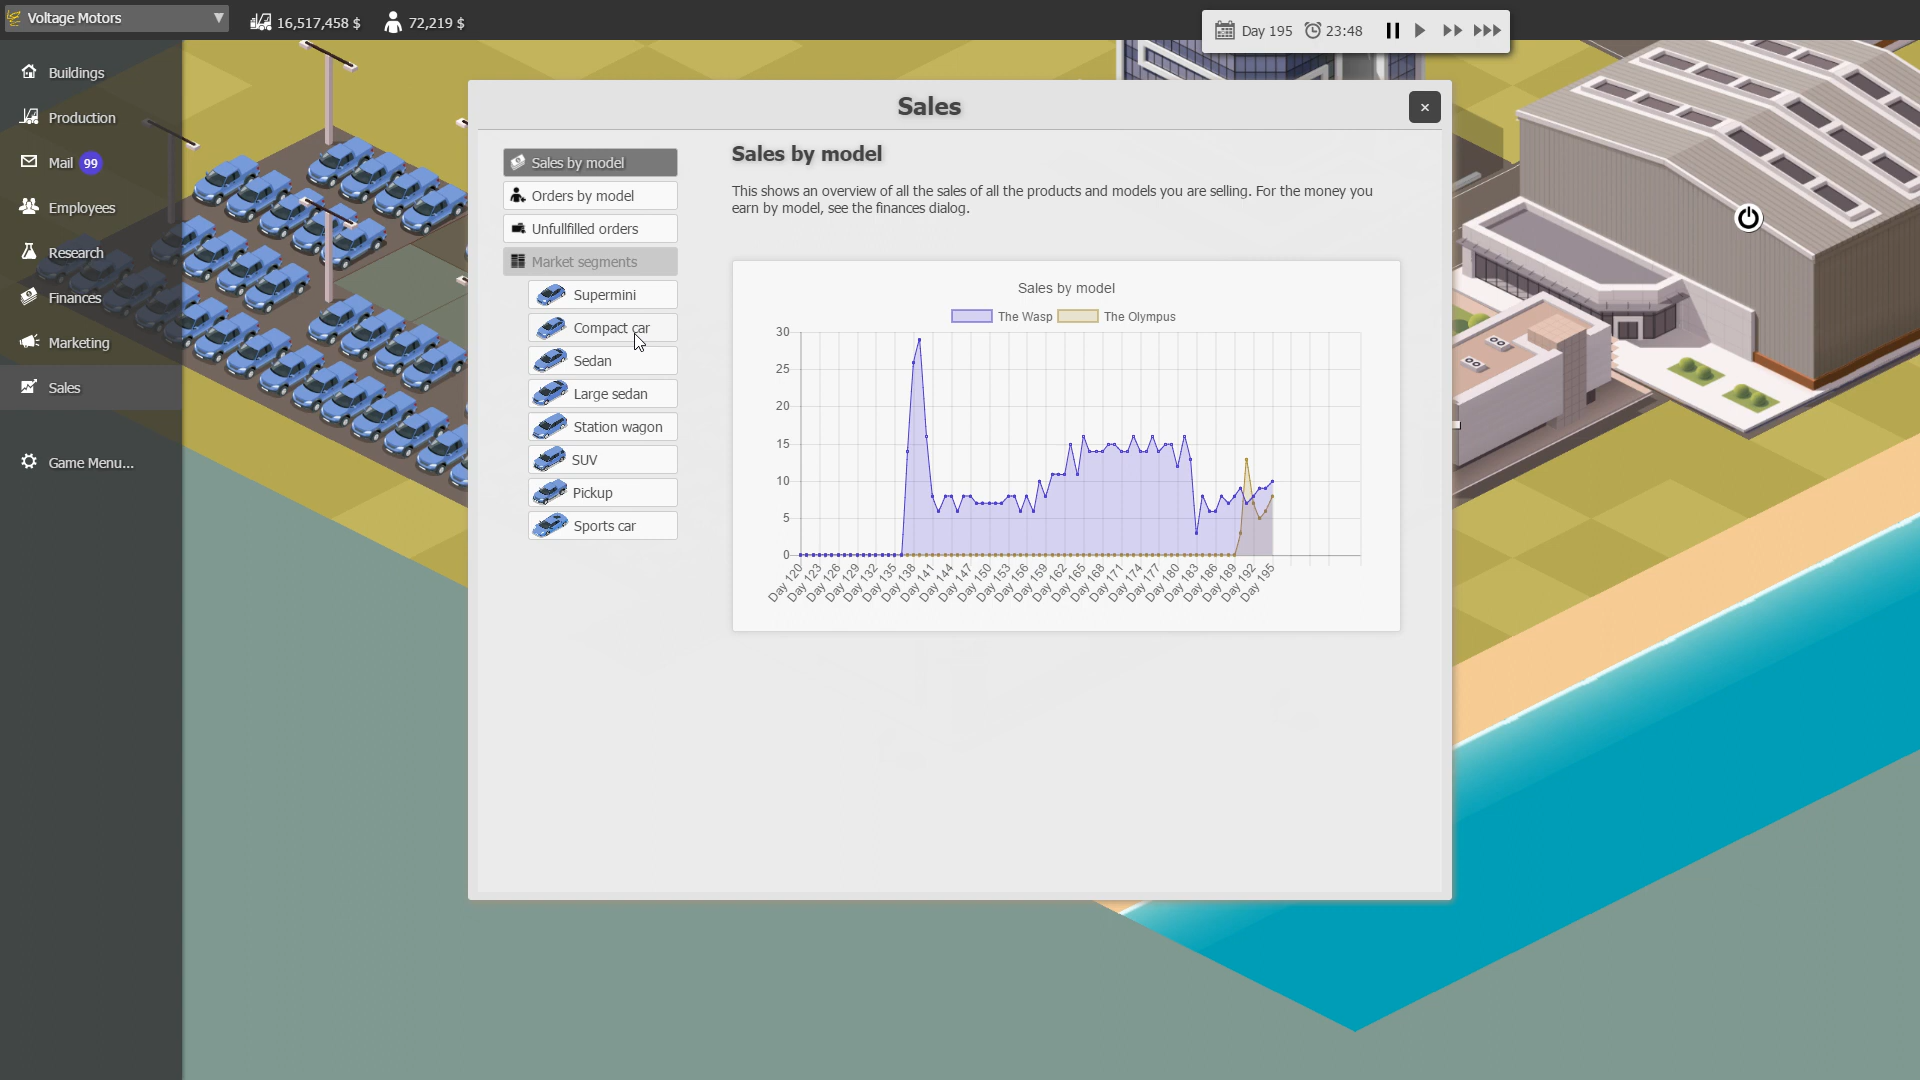 Voltage Motors
16,517,458 $
72,219 $
Day 195
23:48
Buildings
Production
Mail 99
Employees
Research
Finances
Marketing
Sales
Game Menu...
Sales
×
Sales by model
Orders by model
Unfullfilled orders
Market segments
Supermini
Compact car
Sedan
Large sedan
Station wagon
SUV
Pickup
Sports car
Sales by model
This shows an overview of all the sales of all the products and models you are selling. For the money you
earn by model, see the finances dialog.
Sales by model
The Wasp
The Olympus
30
25
20
15
10
5
0
Day 120
Day 123
Day 126
Day 129
Day 132
Day 135
Day 138
Day 141
Day 144
Day 147
Day 150
Day 153
Day 156
Day 159
Day 162
Day 165
Day 168
Day 171
Day 174
Day 177
Day 180
Day 183
Day 186
Day 189
Day 192
Day 195